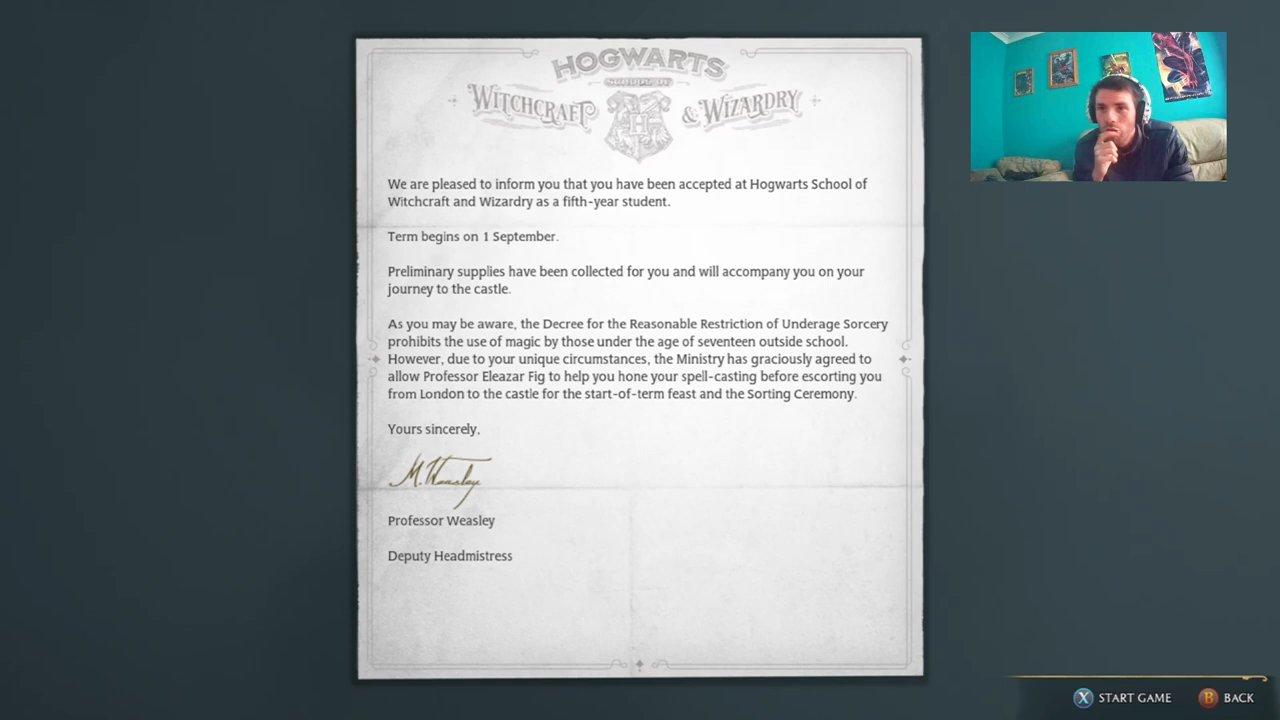 HOGWARTS
SCHOOL OF
WITCHCRAFT & WIZARDRY
H
We are pleased to inform you that you have been accepted at Hogwarts School of
Witchcraft and Wizardry as a fifth-year student.
Term begins on 1 September.
Preliminary supplies have been collected for you and will accompany you on your
journey to the castle.
As you may be aware, the Decree for the Reasonable Restriction of Underage Sorcery
prohibits the use of magic by those under the age of seventeen outside school.
However, due to your unique circumstances, the Ministry has graciously agreed to
allow Professor Eleazar Fig to help you hone your spell-casting before escorting you
from London to the castle for the start-of-term feast and the Sorting Ceremony.
Yours sincerely,
M. Weasley
Professor Weasley
Deputy Headmistress
X START GAME B BACK